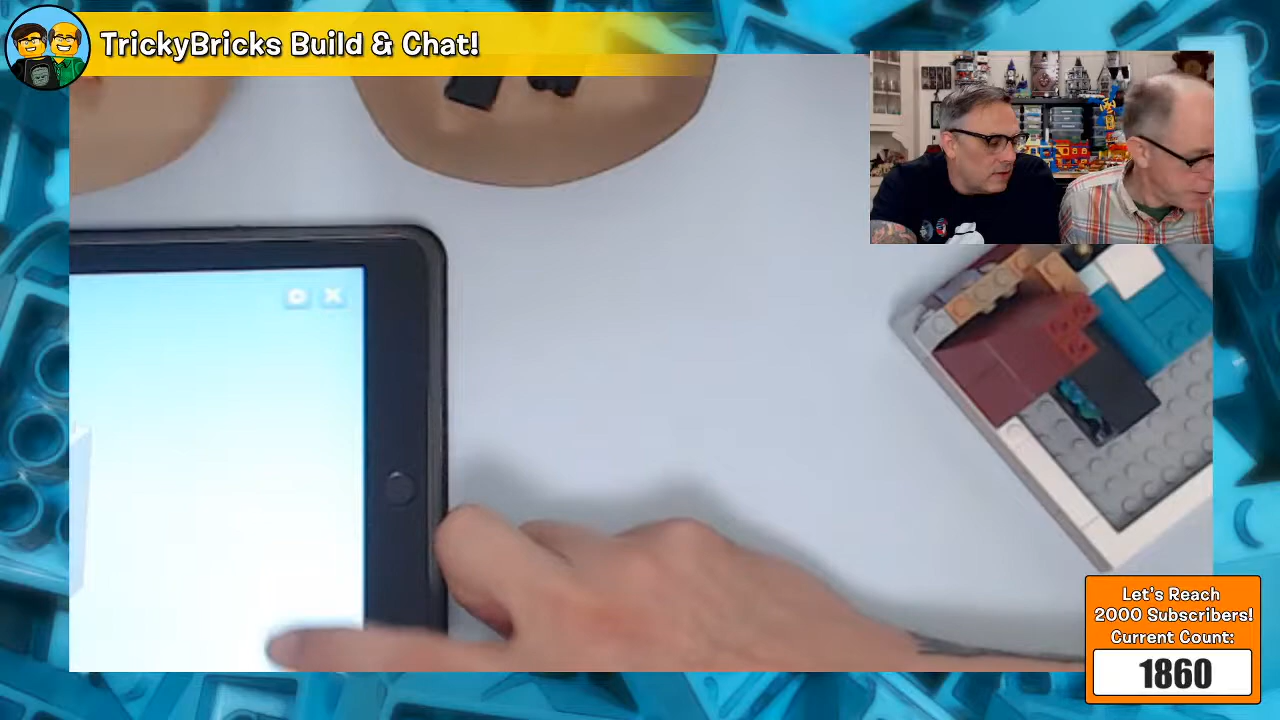 TrickyBricks Build & Chat!
Let's Reach
2000 Subscribers!
Current Count:
1860